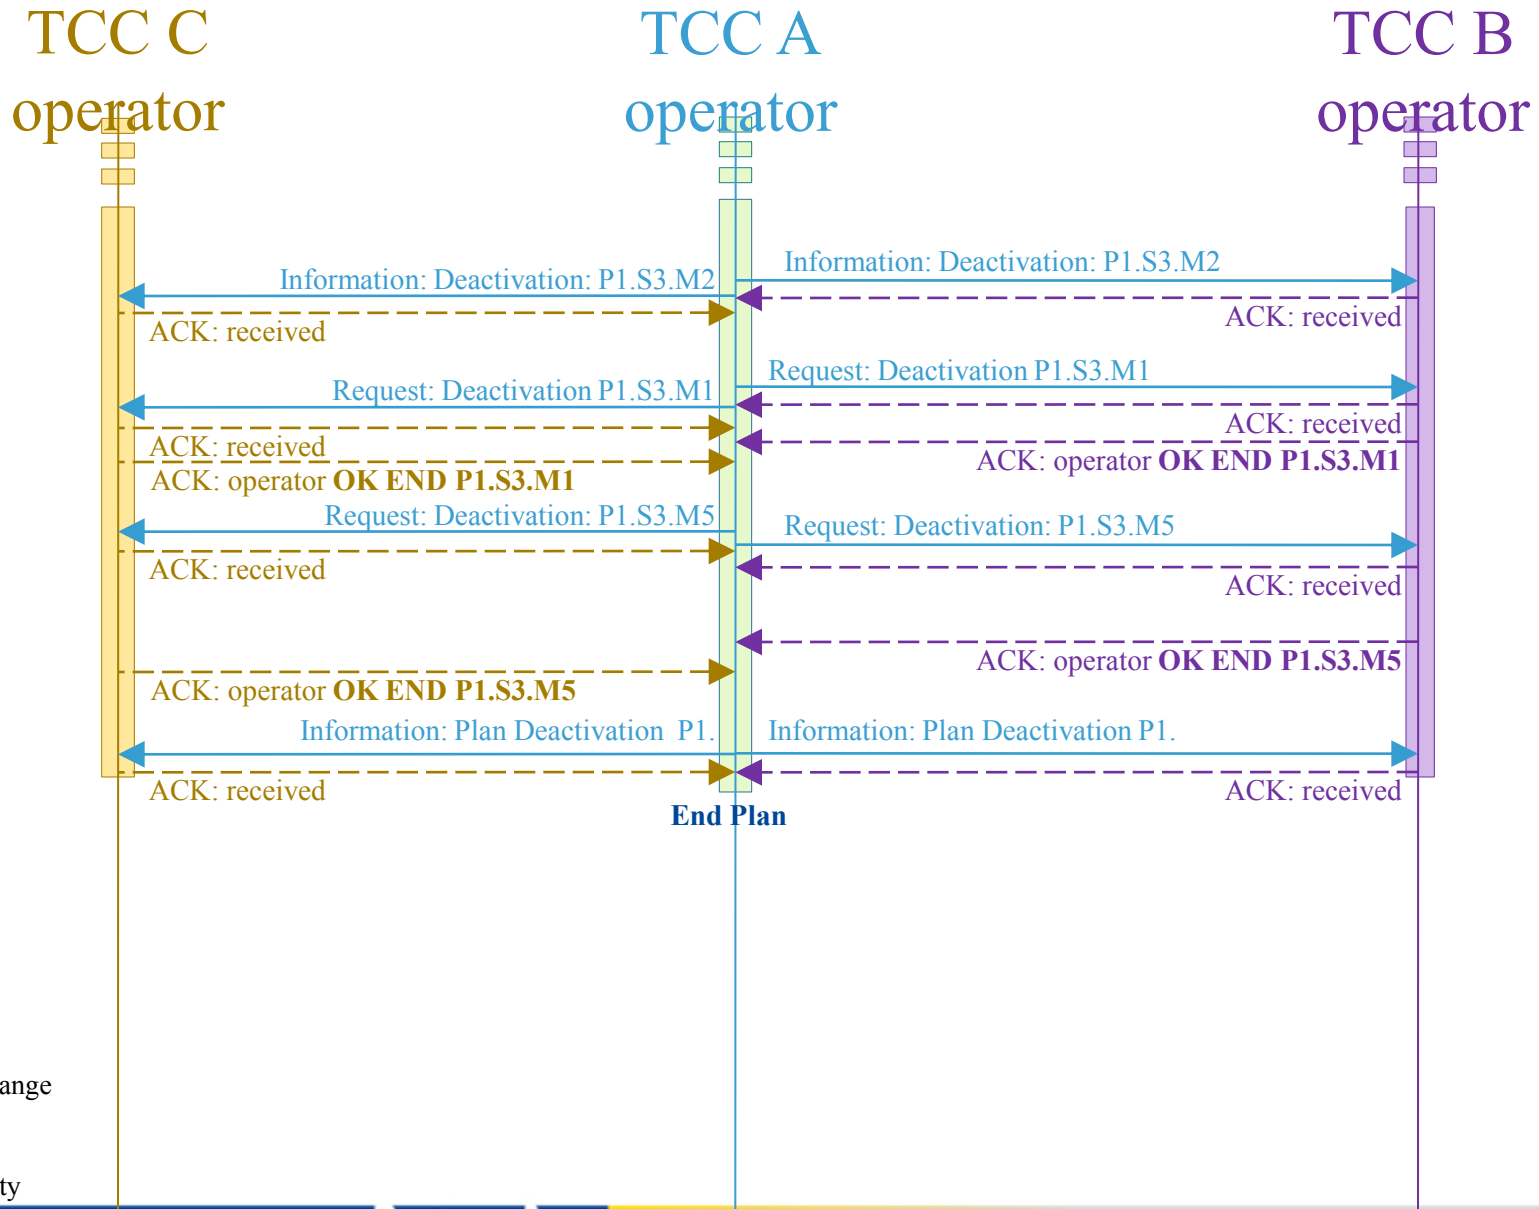 TCC C
operator
TCC A
operator
TCC B
operator
Information: Deactivation: P1.S3.M2
Information: Deactivation: P1.S3.M2
ACK: received
ACK: received
Request: Deactivation P1.S3.M1
Request: Deactivation P1.S3.M1
ACK: received
ACK: received
ACK: operator OK END P1.S3.M1
ACK: operator OK END P1.S3.M1
Request: Deactivation: P1.S3.M5
Request: Deactivation: P1.S3.M5
ACK: received
ACK: received
ACK: operator OK END P1.S3.M5
ACK: operator OK END P1.S3.M5
Information: Plan Deactivation  P1.
Information: Plan Deactivation P1.
ACK: received
ACK: received
End Plan
ange
ty